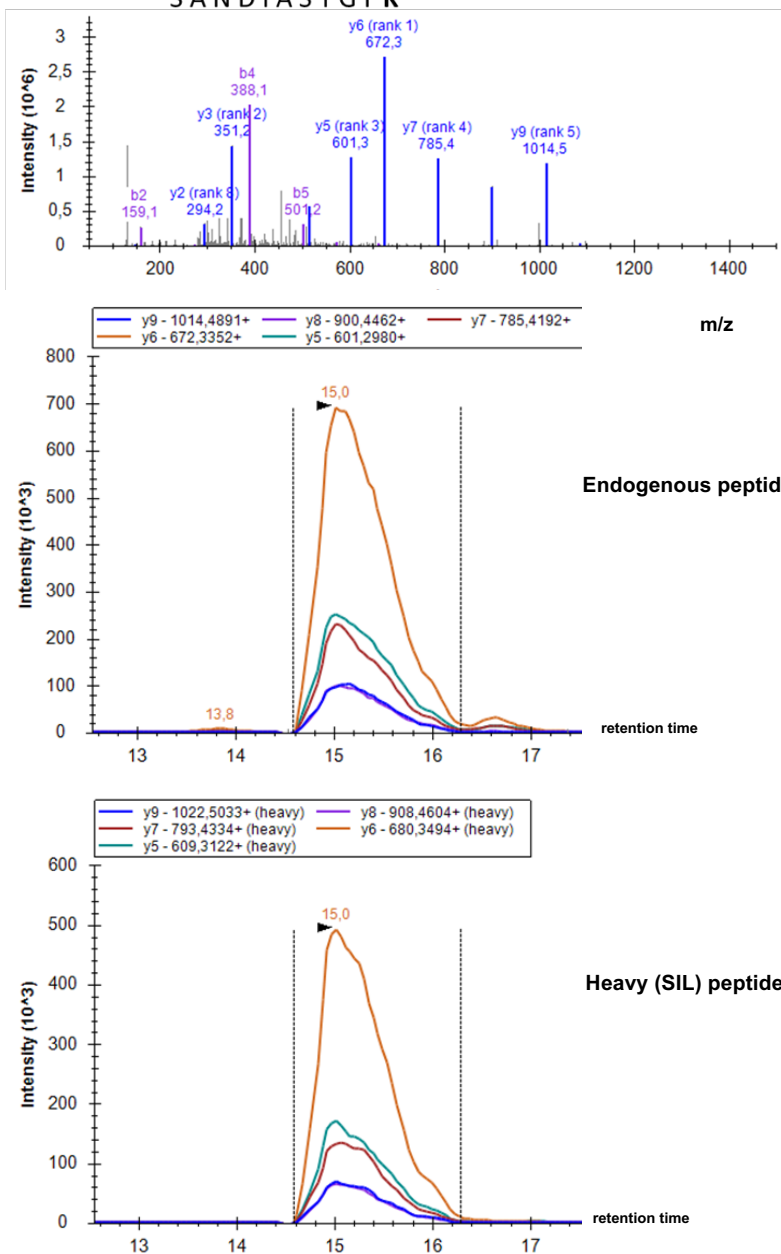 S A N D I A S Y G F K
y6 (rank 1)
672,3
b4
388,1
y3 (rank 2)
351,2
y5 (rank 3)
601,3
y7 (rank 4)
785,4
y9 (rank 5)
1014,5
b2
159,1
y2 (rank 8)
294,2
b5
501,2
Intensity (10^6)
3
2,5
2
1,5
1
0,5
0
200 400 600 800 1000 1200 1400
m/z
y9 - 1014,4891+ y8 - 900,4462+ y7 - 785,4192+
y6 - 672,3352+ y5 - 601,2980+
Intensity (10^3)
800
700
600
500
400
300
200
100
0
15,0
13,8
13 14 15 16 17
retention time
Endogenous peptid
y9 - 1022,5033+ (heavy) y8 - 908,4604+ (heavy)
y7 - 793,4334+ (heavy) y6 - 680,3494+ (heavy)
y5 - 609,3122+ (heavy)
Intensity (10^3)
600
500
400
300
200
100
0
15,0
13 14 15 16 17
retention time
Heavy (SIL) peptide